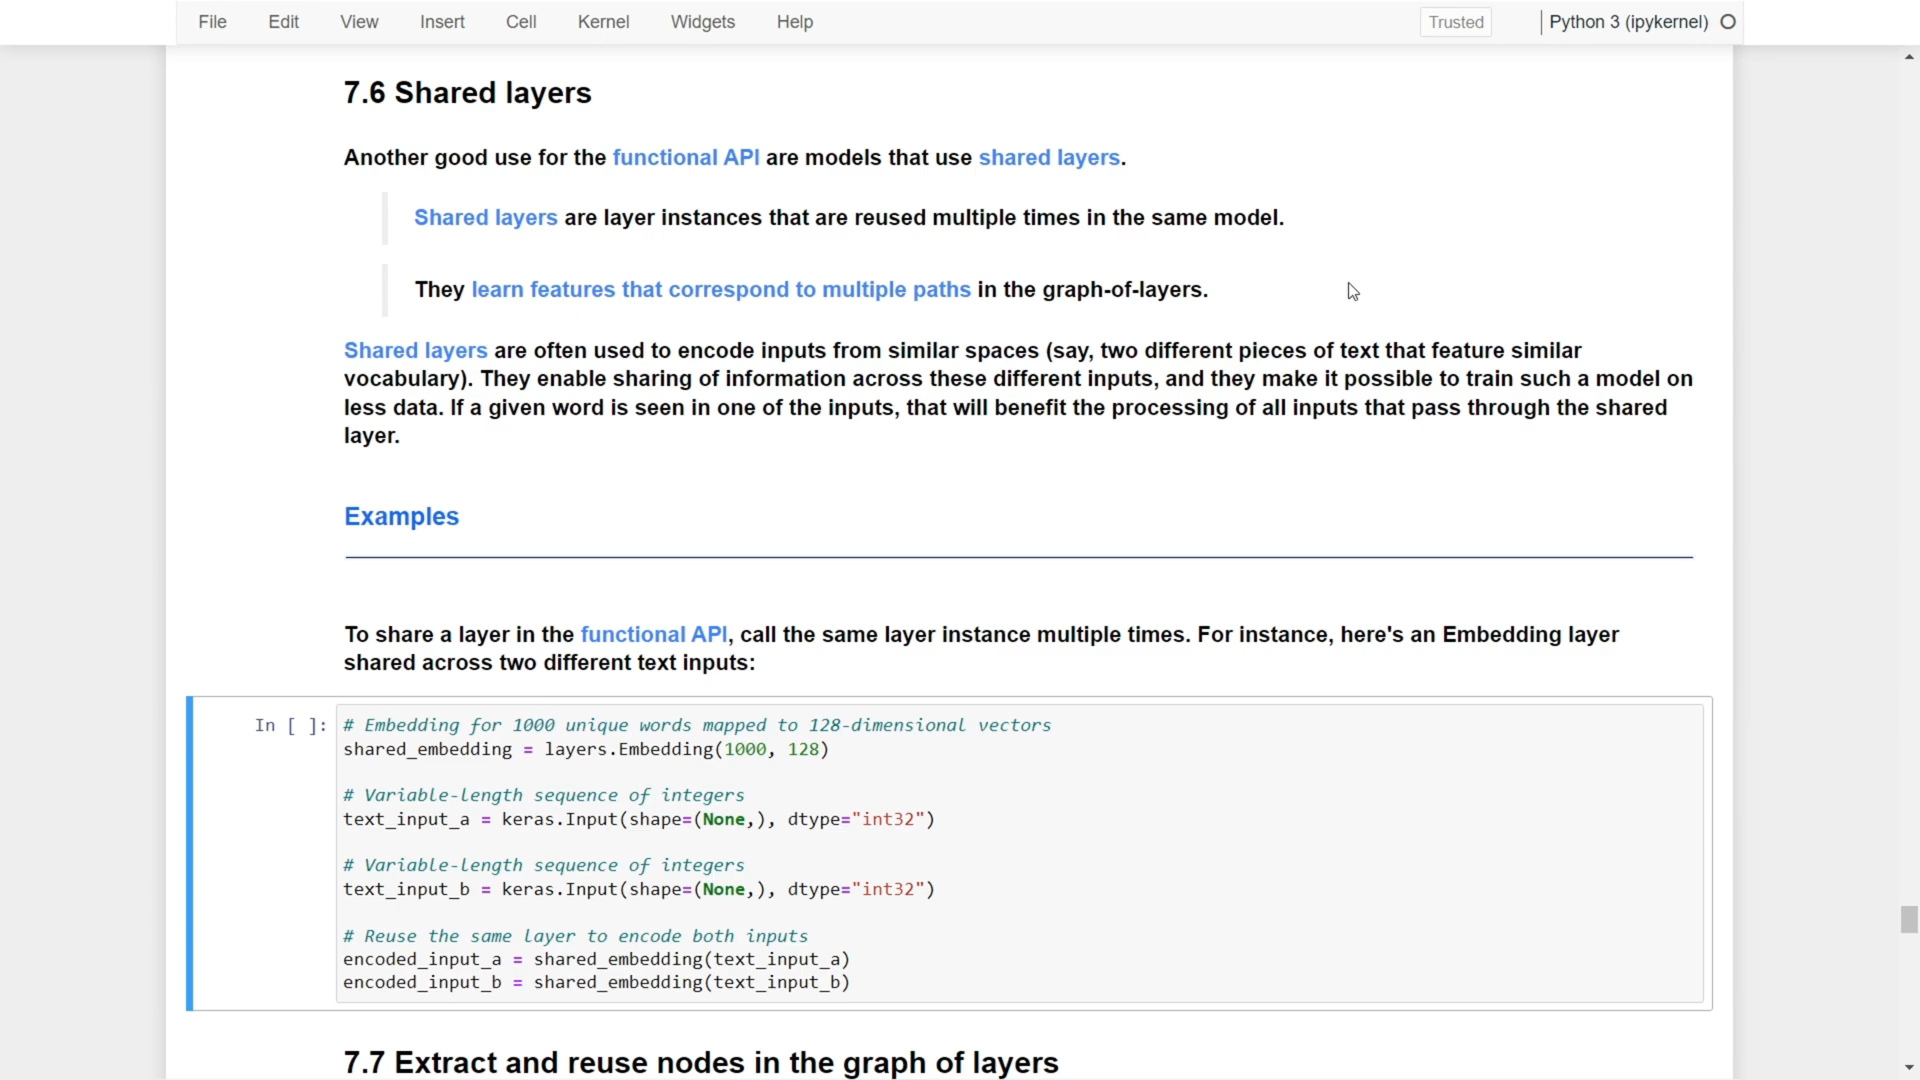 File Edit View Insert Cell Kernel Widgets Help Trusted Python 3 (ipykernel)
7.6 Shared layers
Another good use for the functional API are models that use shared layers.
Shared layers are layer instances that are reused multiple times in the same model.
They learn features that correspond to multiple paths in the graph-of-layers.
Shared layers are often used to encode inputs from similar spaces (say, two different pieces of text that feature similar
vocabulary). They enable sharing of information across these different inputs, and they make it possible to train such a model on
less data. If a given word is seen in one of the inputs, that will benefit the processing of all inputs that pass through the shared
layer.
Examples
To share a layer in the functional API, call the same layer instance multiple times. For instance, here's an Embedding layer
shared across two different text inputs:
In [ ]: # Embedding for 1000 unique words mapped to 128-dimensional vectors
shared_embedding = layers.Embedding(1000, 128)
# Variable-length sequence of integers
text_input_a = keras.Input(shape=(None,), dtype="int32")
# Variable-length sequence of integers
text_input_b = keras.Input(shape=(None,), dtype="int32")
# Reuse the same layer to encode both inputs
encoded_input_a = shared_embedding(text_input_a)
encoded_input_b = shared_embedding(text_input_b)
7.7 Extract and reuse nodes in the graph of layers